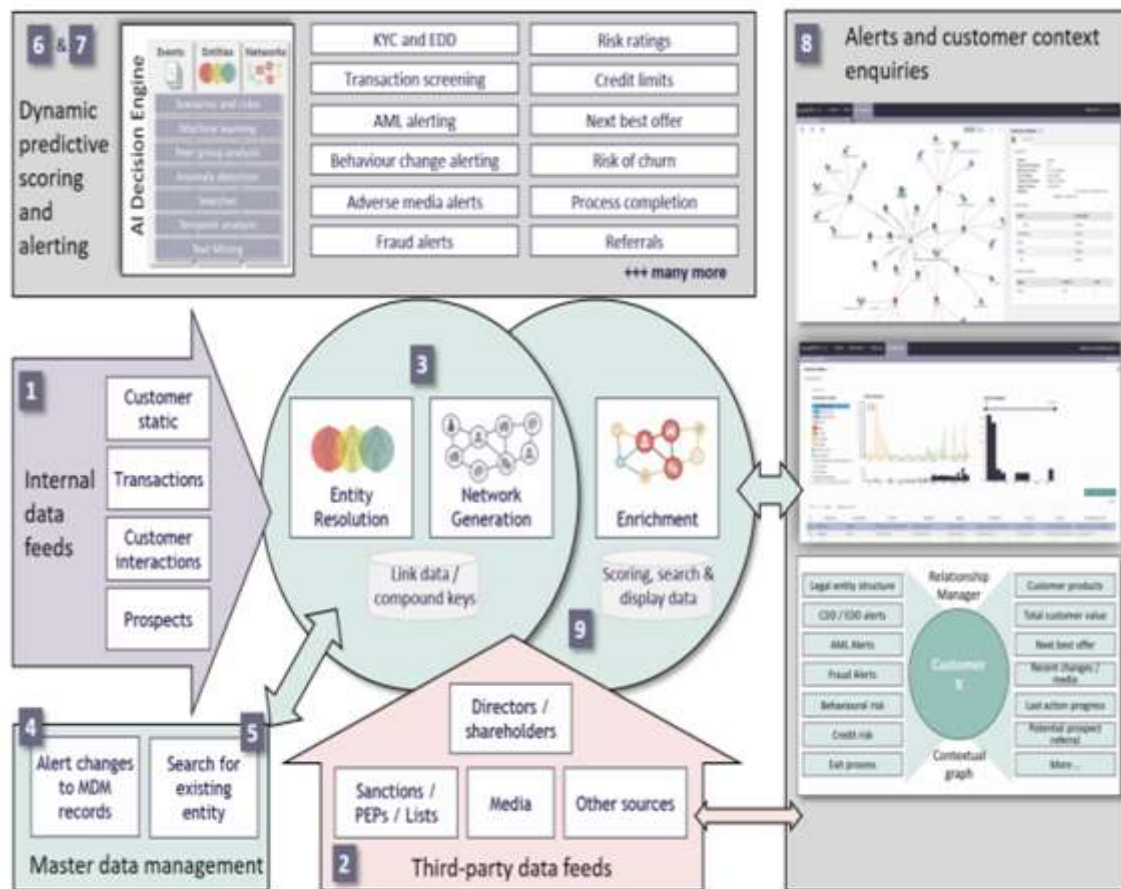 6 & 7
Dynamic
predictive
scoring
and
alerting
AI Decision Engine
Events
Entities
Networks
Scenarios and rules
Machine learning
Peer group analysis
Anomaly detection
Searches
Temporal analysis
Text Mining
KYC and EDD
Transaction screening
AML alerting
Behaviour change alerting
Adverse media alerts
Fraud alerts
Risk ratings
Credit limits
Next best offer
Risk of churn
Process completion
Referrals
+++ many more
8
Alerts and customer context
enquiries
1
Internal
data
feeds
Customer
static
Transactions
Customer
interactions
Prospects
3
Entity
Resolution
Network
Generation
Link data /
compound keys
Enrichment
Scoring, search &
display data
9
4
Alert changes
to MDM
records
5
Search for
existing
entity
Master data management
Directors /
shareholders
Sanctions /
PEPs / Lists
Media
Other sources
2
Third-party data feeds
Relationship
Manager
Legal entity structure
CDD / EDD alerts
AML Alerts
Fraud Alerts
Behavioural risk
Credit risk
Exit process
Customer
X
Contextual
graph
Customer products
Total customer value
Next best offer
Recent changes /
media
Last action progress
Potential prospect
referral
More ...